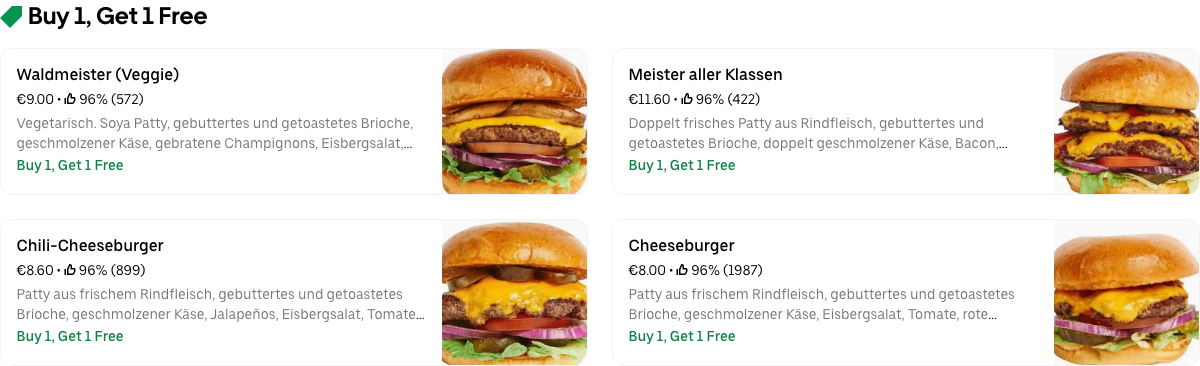 Buy 1, Get 1 Free
Waldmeister (Veggie)
€9.00 • 96% (572)
Vegetarisch. Soya Patty, gebuttertes und getoastetes Brioche,
geschmolzener Käse, gebratene Champignons, Eisbergsalat,...
Buy 1, Get 1 Free
Meister aller Klassen
€11.60 • 96% (422)
Doppelt frisches Patty aus Rindfleisch, gebuttertes und
getoastetes Brioche, doppelt geschmolzener Käse, Bacon,...
Buy 1, Get 1 Free
Chili-Cheeseburger
€8.60 • 96% (899)
Patty aus frischem Rindfleisch, gebuttertes und getoastetes
Brioche, geschmolzener Käse, Jalapeños, Eisbergsalat, Tomate...
Buy 1, Get 1 Free
Cheeseburger
€8.00 • 96% (1987)
Patty aus frischem Rindfleisch, gebuttertes und getoastetes
Brioche, geschmolzener Käse, Eisbergsalat, Tomate, rote...
Buy 1, Get 1 Free